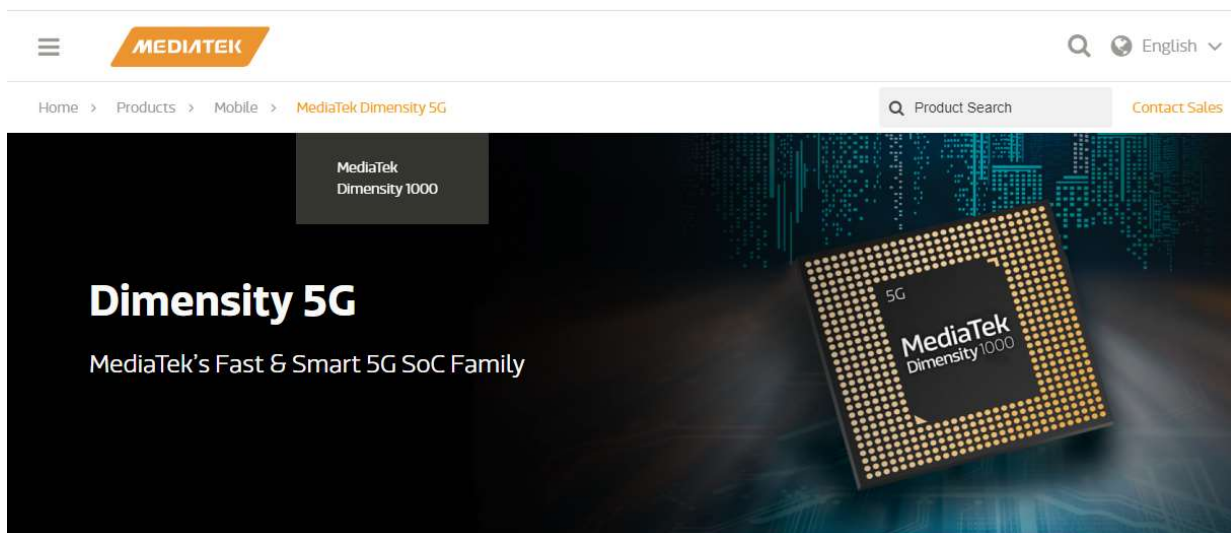 MEDIATEK
English
Home > Products > Mobile > MediaTek Dimensity 5G
Product Search
Contact Sales
MediaTek
Dimensity 1000
Dimensity 5G
MediaTek's Fast & Smart 5G SoC Family
5G
MediaTek
Dimensity 1000